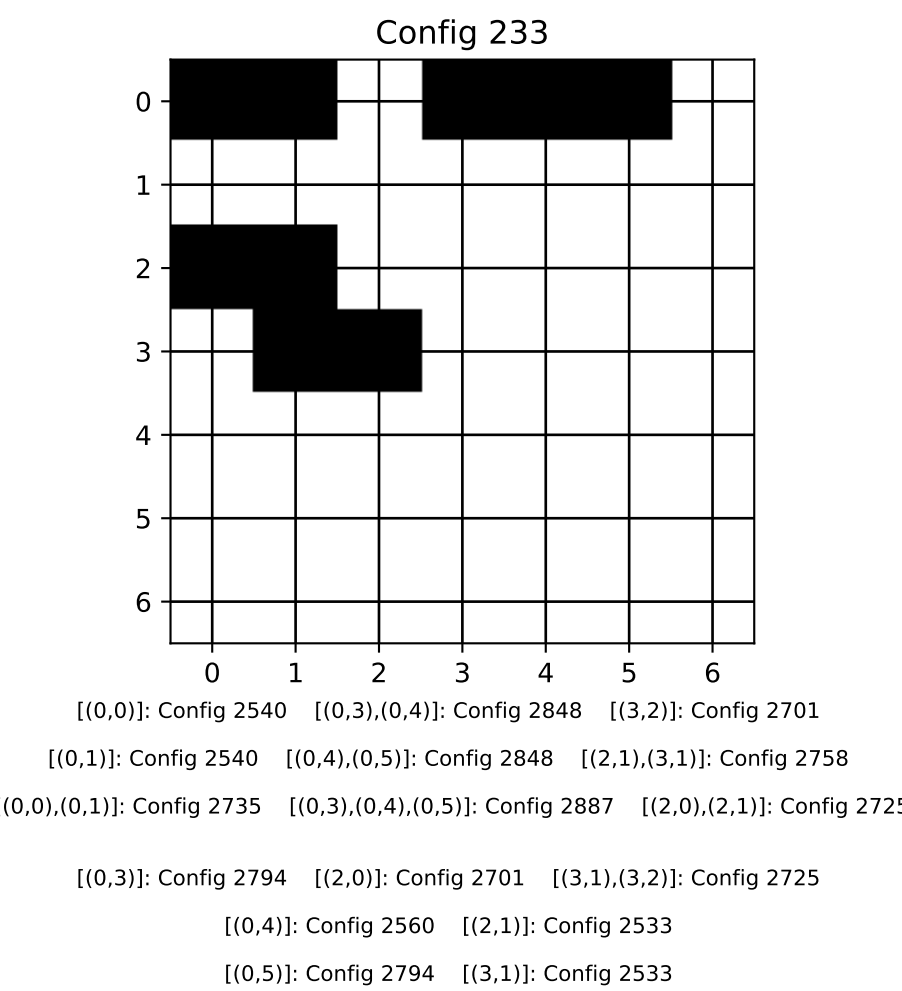 Config 233
0
1
2
3
4
5
6
0 1 2 3 4 5 6
[(0,0)]: Config 2540 [(0,3),(0,4)]: Config 2848 [(3,2)]: Config 2701
[(0,1)]: Config 2540 [(0,4),(0,5)]: Config 2848 [(2,1),(3,1)]: Config 2758
(0,0),(0,1)]: Config 2735 [(0,3),(0,4),(0,5)]: Config 2887 [(2,0),(2,1)]: Config 2725
[(0,3)]: Config 2794 [(2,0)]: Config 2701 [(3,1),(3,2)]: Config 2725
[(0,4)]: Config 2560 [(2,1)]: Config 2533
[(0,5)]: Config 2794 [(3,1)]: Config 2533